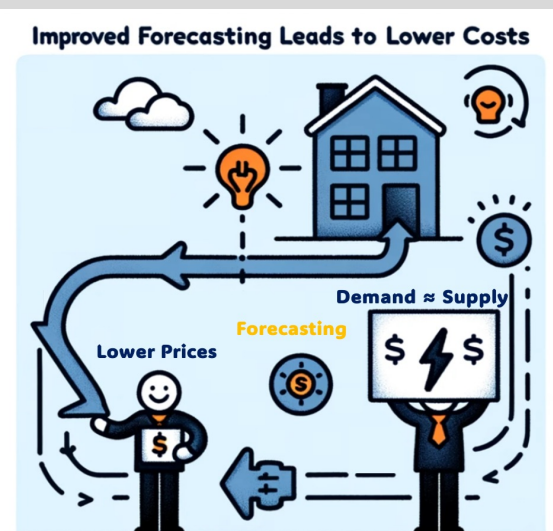 Improved Forecasting Leads to Lower Costs
$
Demand ≈ Supply
Forecasting
Lower Prices
$ $
$
$